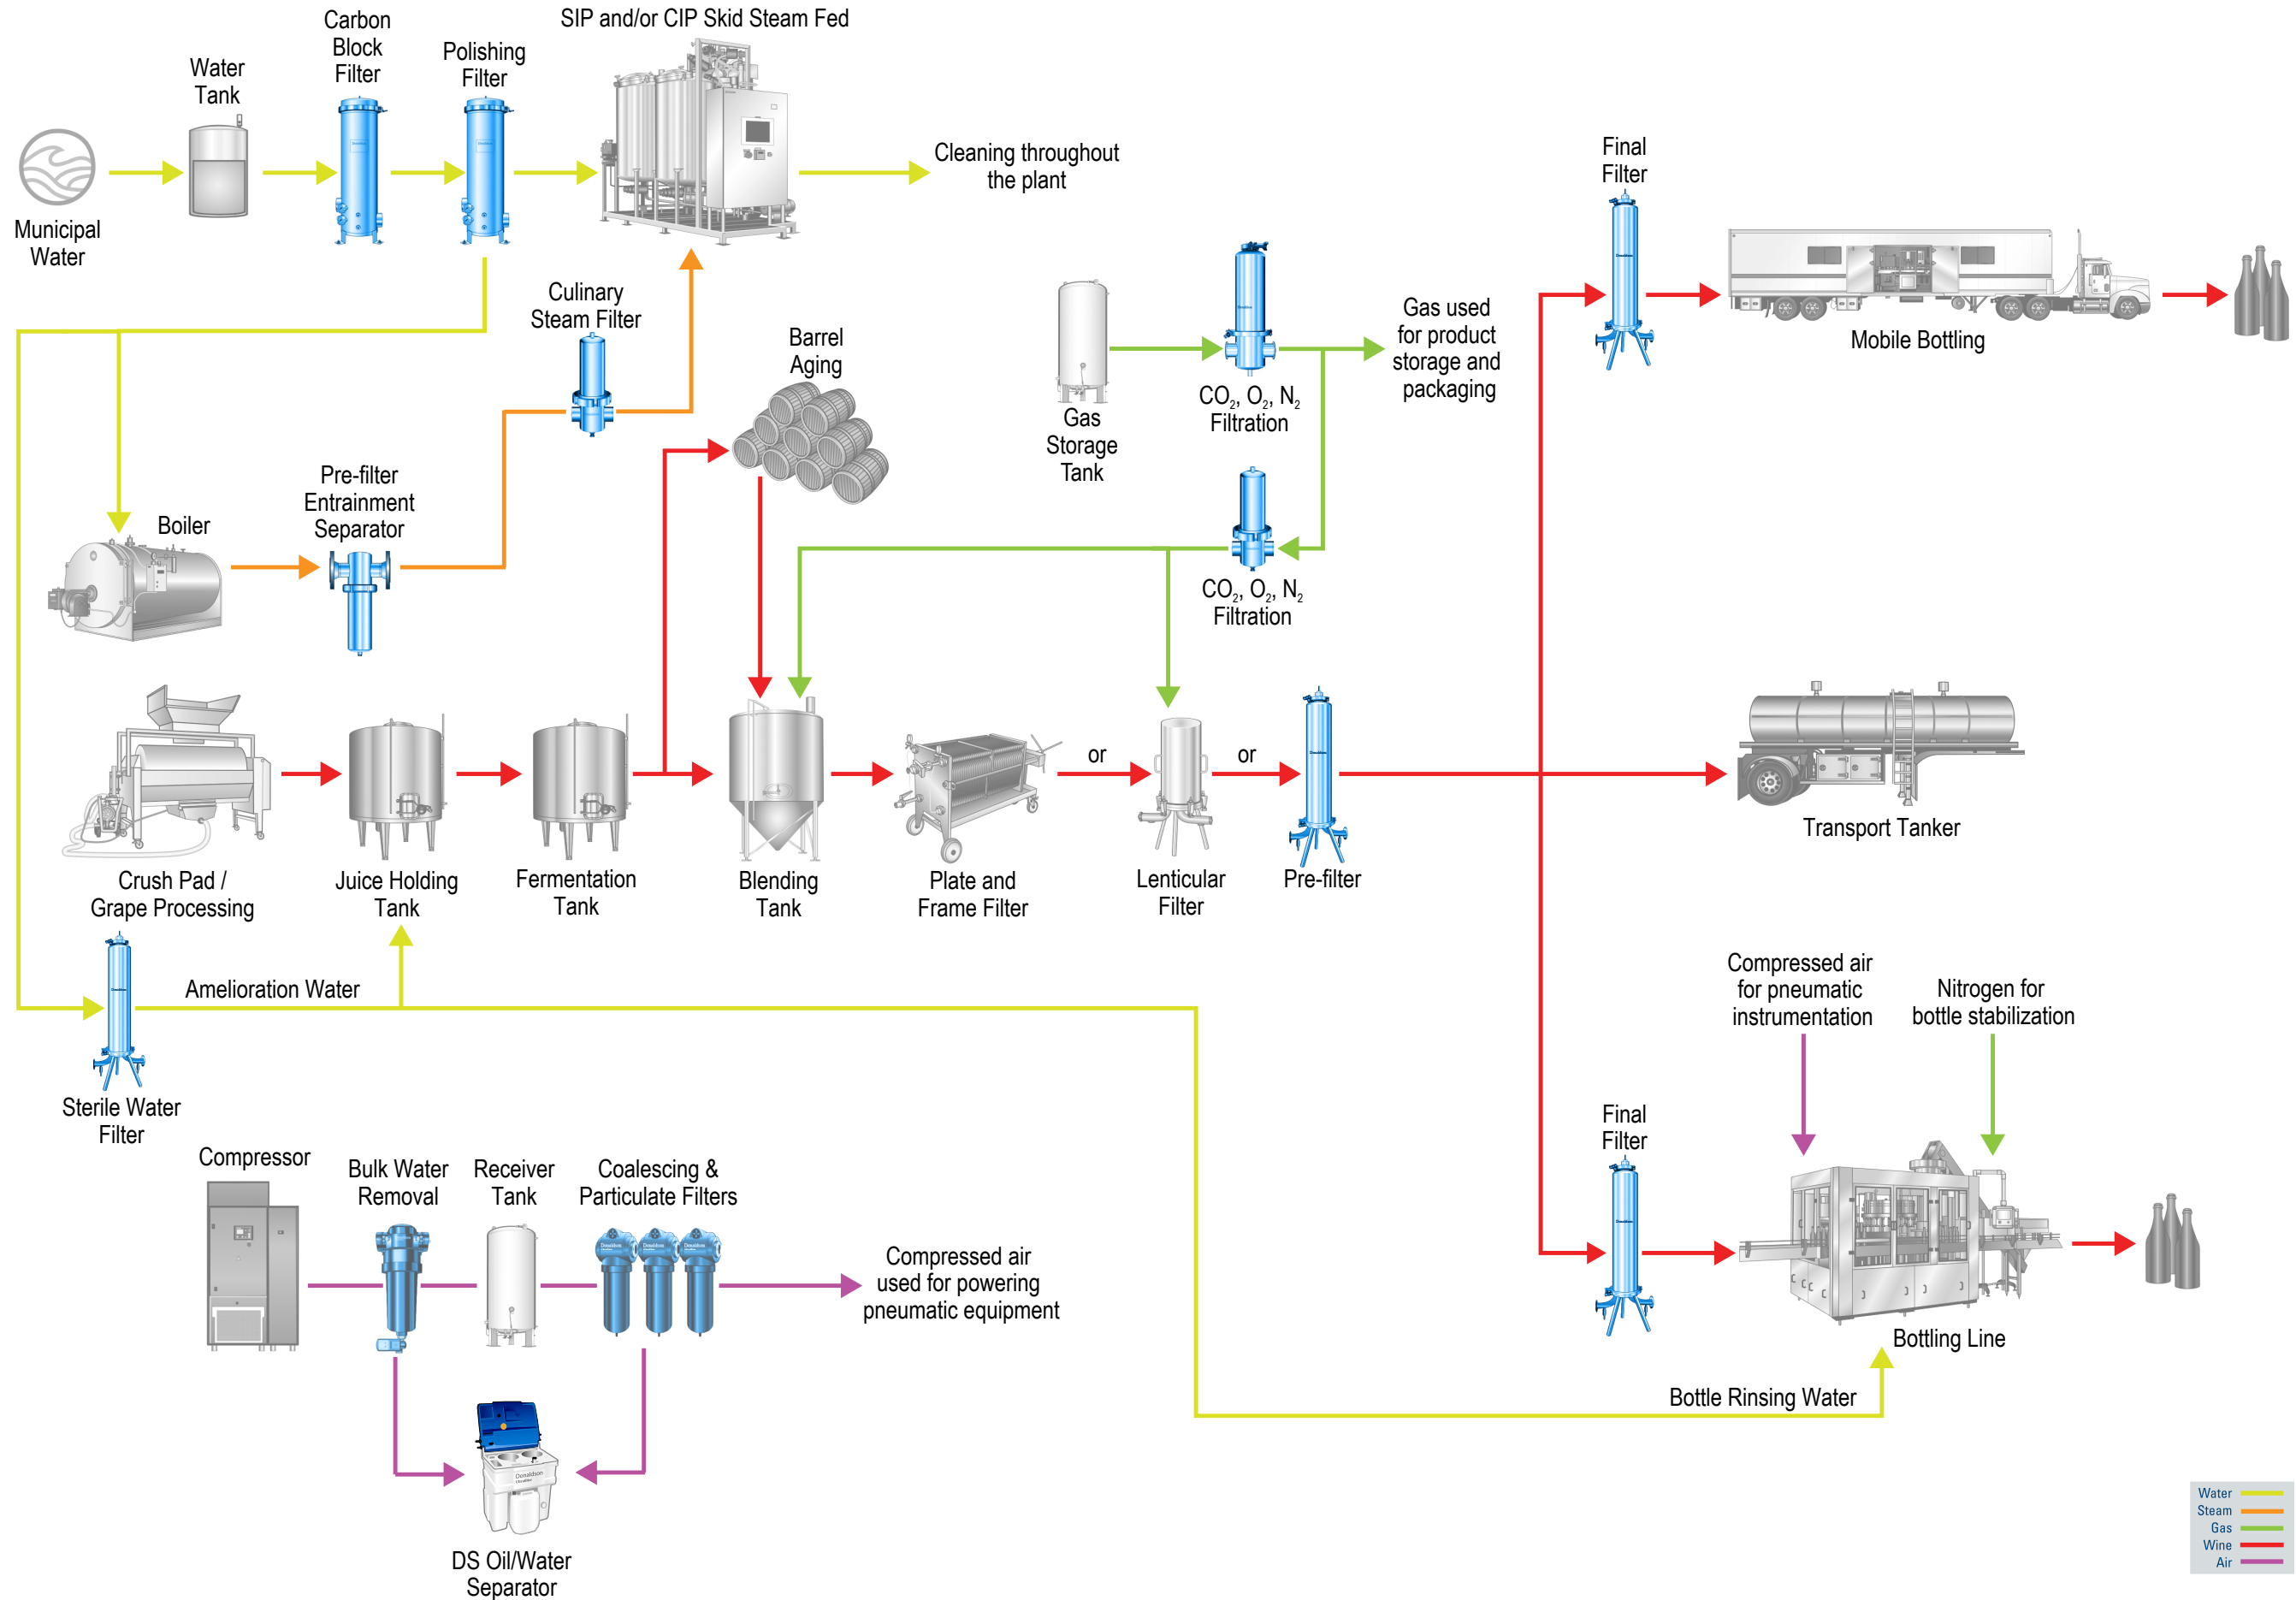 SIP and/or CIP Skid Steam Fed
Carbon
Block
Filter
Polishing
Filter
Water
Tank
Municipal
Water
Cleaning throughout
the plant
Final
Filter
Mobile Bottling
Culinary
Steam Filter
Barrel
Aging
Gas
Storage
Tank
CO2, O2, N2
Filtration
Gas used
for product
storage and
packaging
Pre-filter
Entrainment
Separator
Boiler
CO2, O2, N2
Filtration
or
or
Crush Pad /
Grape Processing
Juice Holding
Tank
Fermentation
Tank
Blending
Tank
Plate and
Frame Filter
Lenticular
Filter
Pre-filter
Transport Tanker
Amelioration Water
Sterile Water
Filter
Compressed air
for pneumatic
instrumentation
Nitrogen for
bottle stabilization
Final
Filter
Bottling Line
Bottle Rinsing Water
Compressor
Bulk Water
Removal
Receiver
Tank
Coalescing &
Particulate Filters
Donaldson
Donaldson
Donaldson
Compressed air
used for powering
pneumatic equipment
Donaldson
DS Oil/Water
Separator
Water
Steam
Gas
Wine
Air